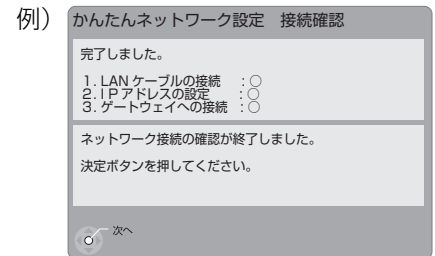 例）
かんたんネットワーク設定　接続確認
完了しました。
1. LAN ケーブルの接続　：○
2. IP アドレスの設定　：○
3. ゲートウェイへの接続　：○
ネットワーク接続の確認が終了しました。
決定ボタンを押してください。
次へ